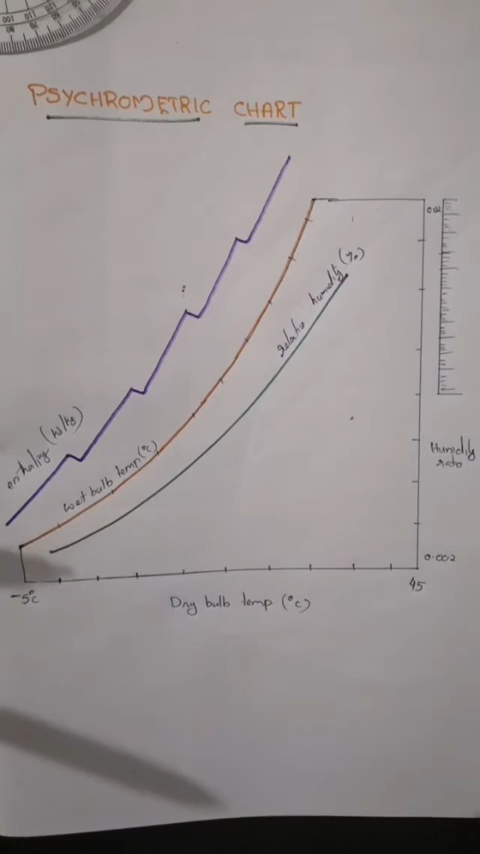 PSYCHROMETRIC CHART
enthalpy (kJ/kg)
wet bulb temp(°c)
relative humidity (%)
Humidity
ratio
0.002
-5°c
45
Dry bulb temp (°c)